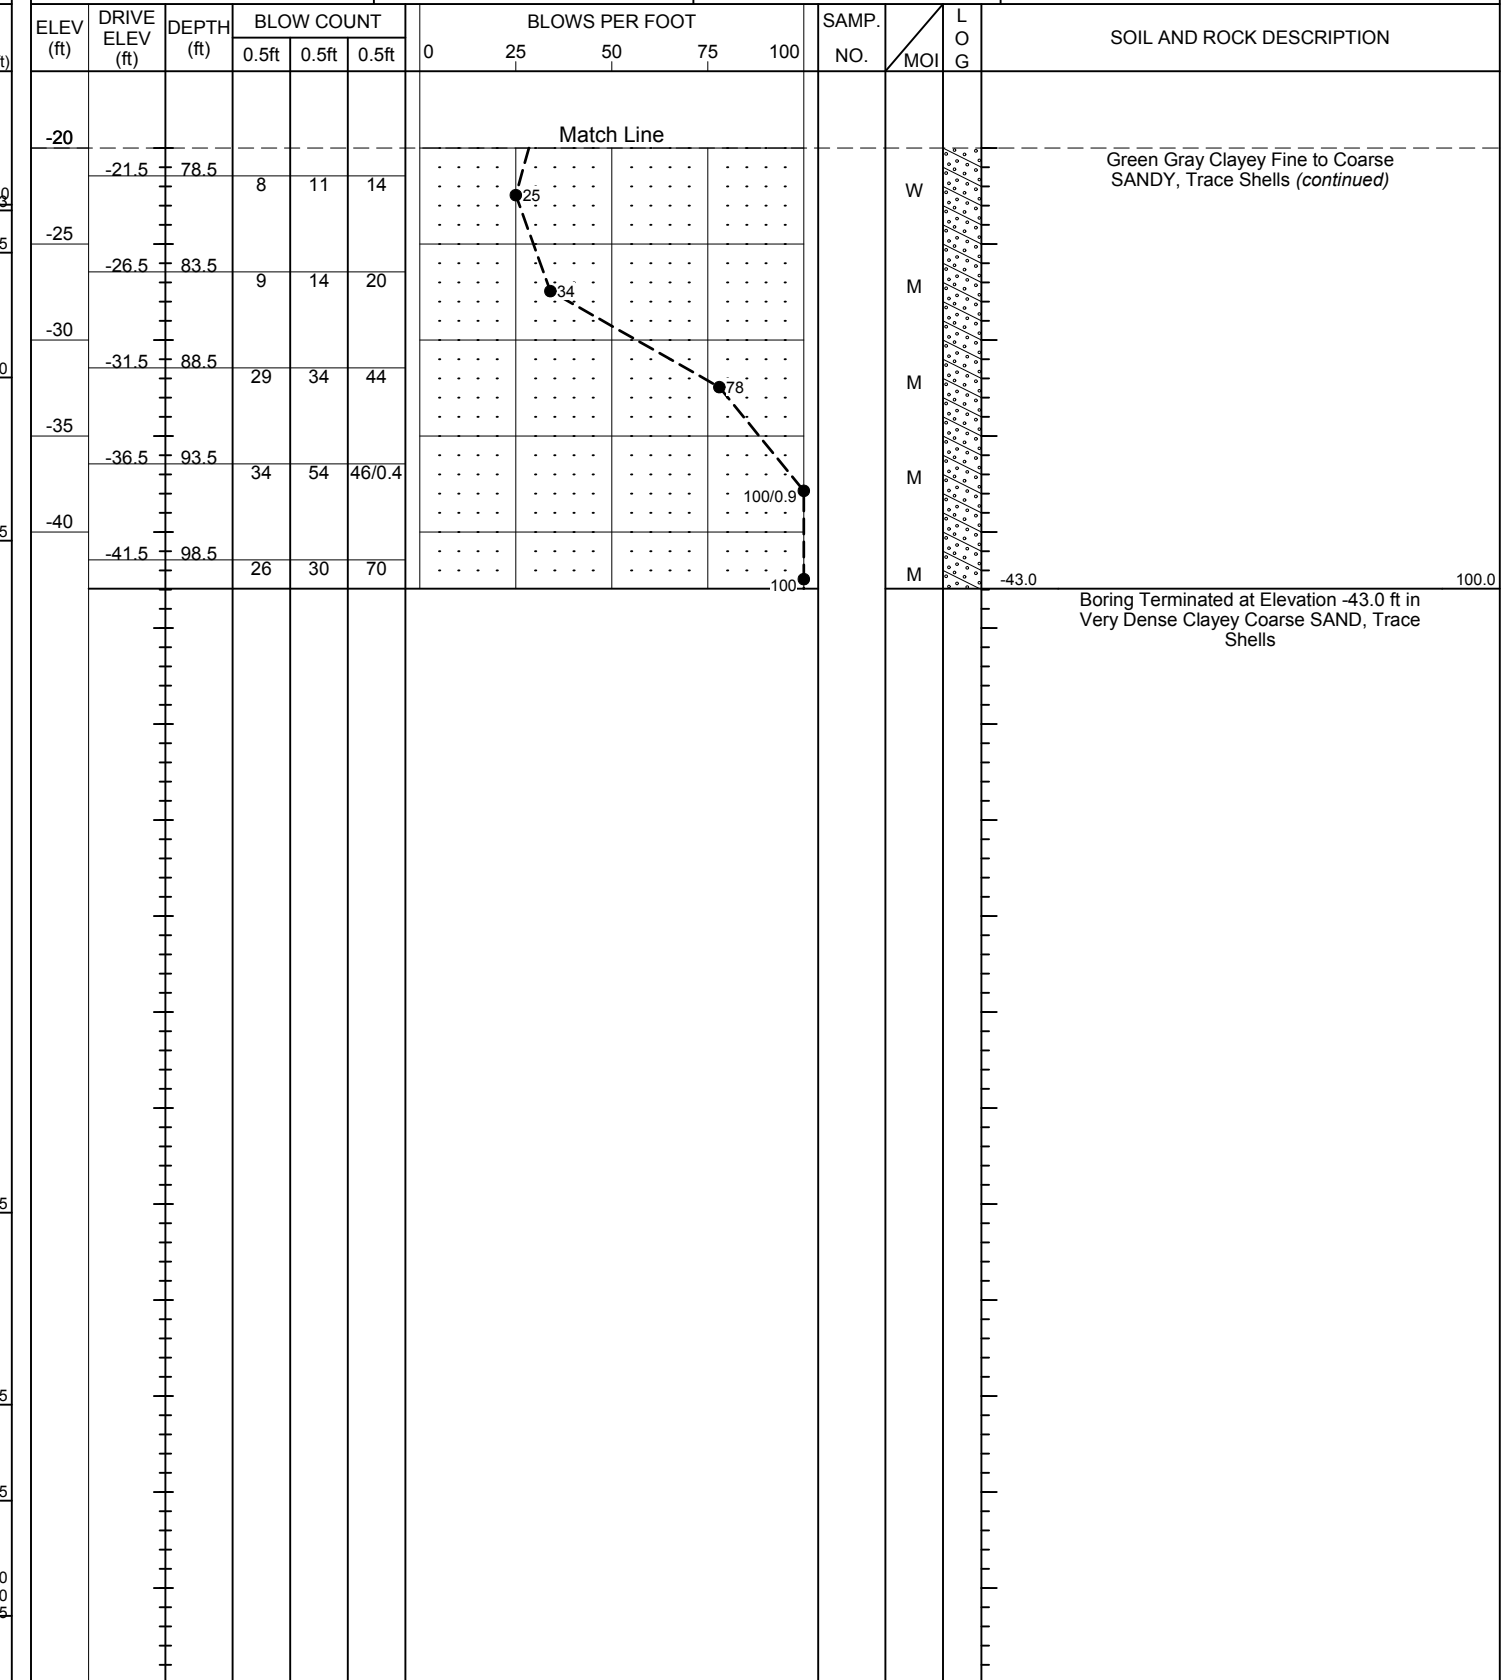 ELEV (ft)
DRIVE ELEV (ft)
DEPTH (ft)
BLOW COUNT
0.5ft 0.5ft 0.5ft
BLOWS PER FOOT
0 25 50 75 100
SAMP. NO.
MOI
L O G
SOIL AND ROCK DESCRIPTION
Match Line
-20
Green Gray Clayey Fine to Coarse
SANDY, Trace Shells (continued)
-21.5 78.5 8 11 14 25 W
-25
-26.5 83.5 9 14 20 34 M
-30
-31.5 88.5 29 34 44 78 M
-35
-36.5 93.5 34 54 46/0.4 100/0.9 M
-40
-41.5 98.5 26 30 70 100 M
-43.0 100.0
Boring Terminated at Elevation -43.0 ft in
Very Dense Clayey Coarse SAND, Trace
Shells